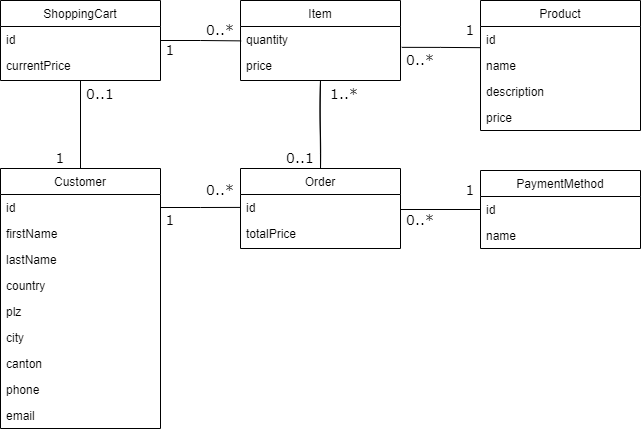 ShoppingCart
id
currentPrice
Item
quantity
price
Product
id
name
description
price
0..*
1
1
0..*
0..1
1
1..*
0..1
Customer
id
firstName
lastName
country
plz
city
canton
phone
email
Order
id
totalPrice
PaymentMethod
id
name
0..*
1
1
0..*